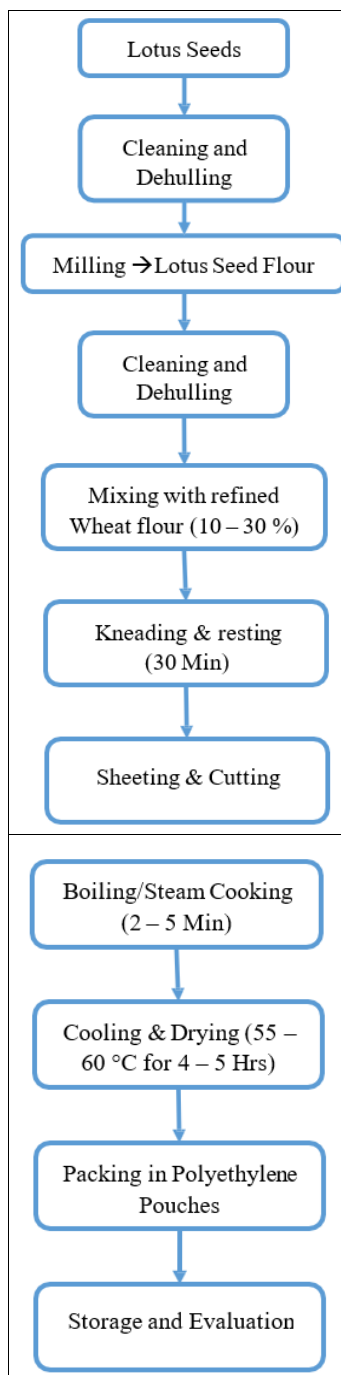 Lotus Seeds
Cleaning and
Dehulling
Milling →Lotus Seed Flour
Cleaning and
Dehulling
Mixing with refined
Wheat flour (10 – 30 %)
Kneading & resting
(30 Min)
Sheeting & Cutting
Boiling/Steam Cooking
(2 – 5 Min)
Cooling & Drying (55 –
60 °C for 4 – 5 Hrs)
Packing in Polyethylene
Pouches
Storage and Evaluation